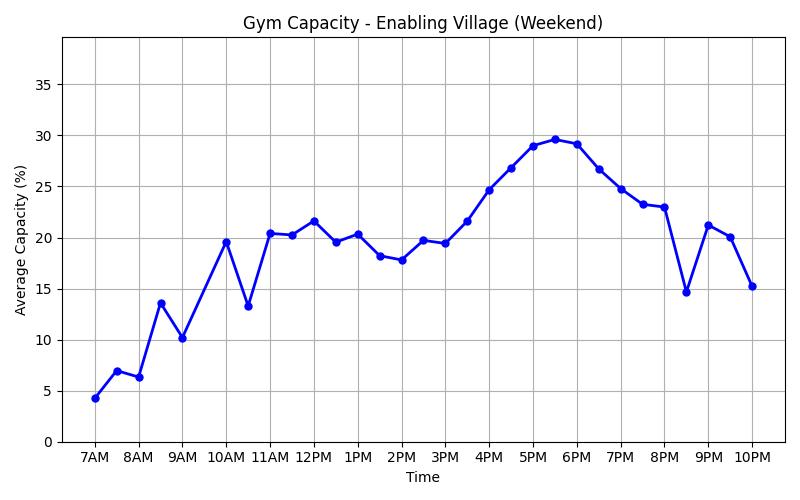 Gym Capacity - Enabling Village (Weekend)
Average Capacity (%)
35
30
25
20
15
10
5
0
7AM 8AM 9AM 10AM 11AM 12PM 1PM 2PM 3PM 4PM 5PM 6PM 7PM 8PM 9PM 10PM
Time